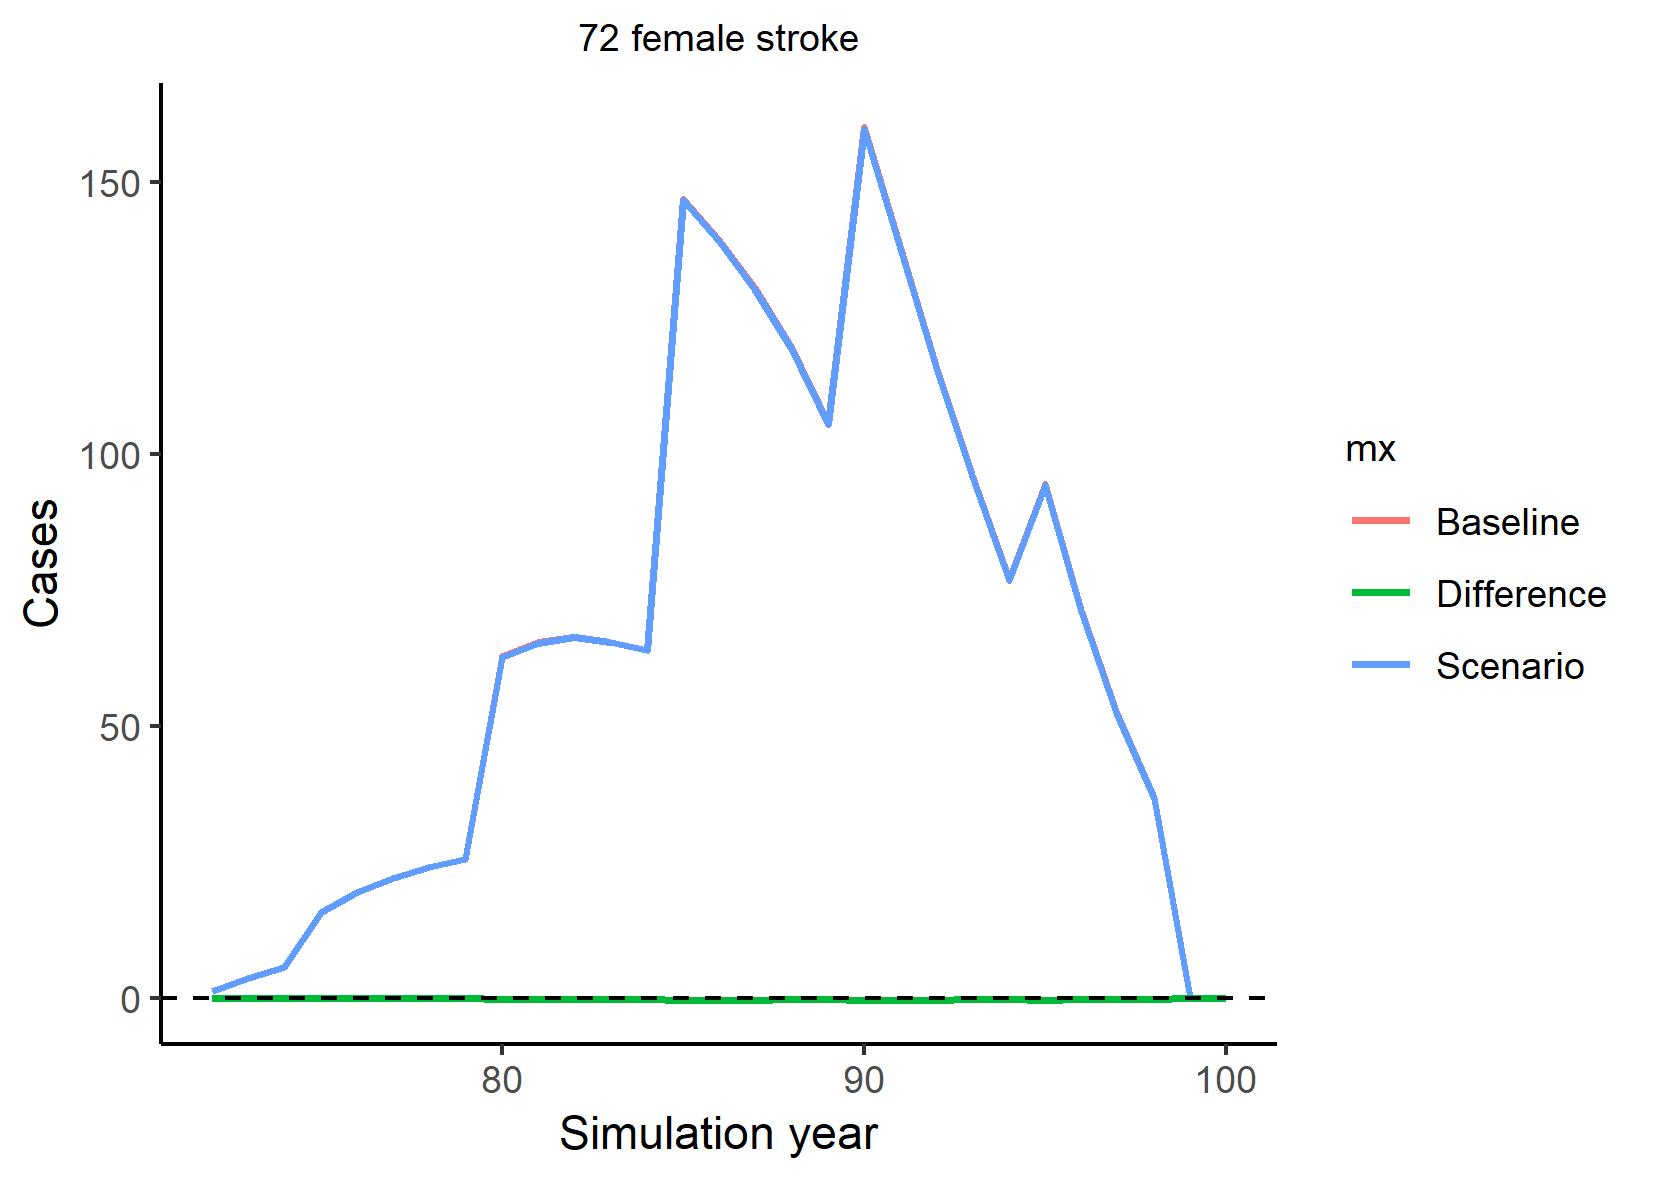 72 female stroke
150
100
50
0
Cases
80 90 100
Simulation year
mx
Baseline
Difference
Scenario